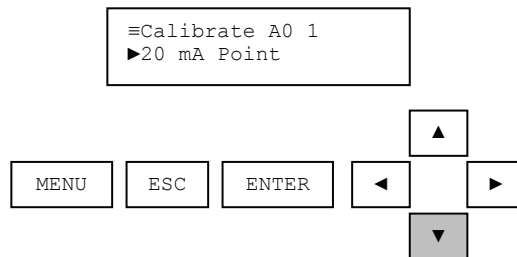 ≡Calibrate A0 1
►20 mA Point
▲
MENU ESC ENTER ◄ ►
▼